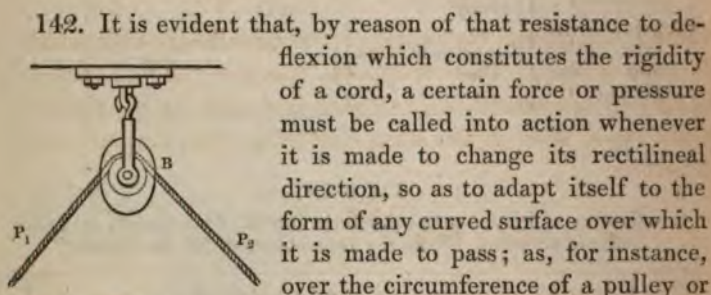 142. It is evident that, by reason of that resistance to de-
flexion which constitutes the rigidity
of a cord, a certain force or pressure
must be called into action whenever
it is made to change its rectilineal
direction, so as to adapt itself to the
form of any curved surface over which
it is made to pass; as, for instance,
over the circumference of a pulley or
B
P₁
P₂